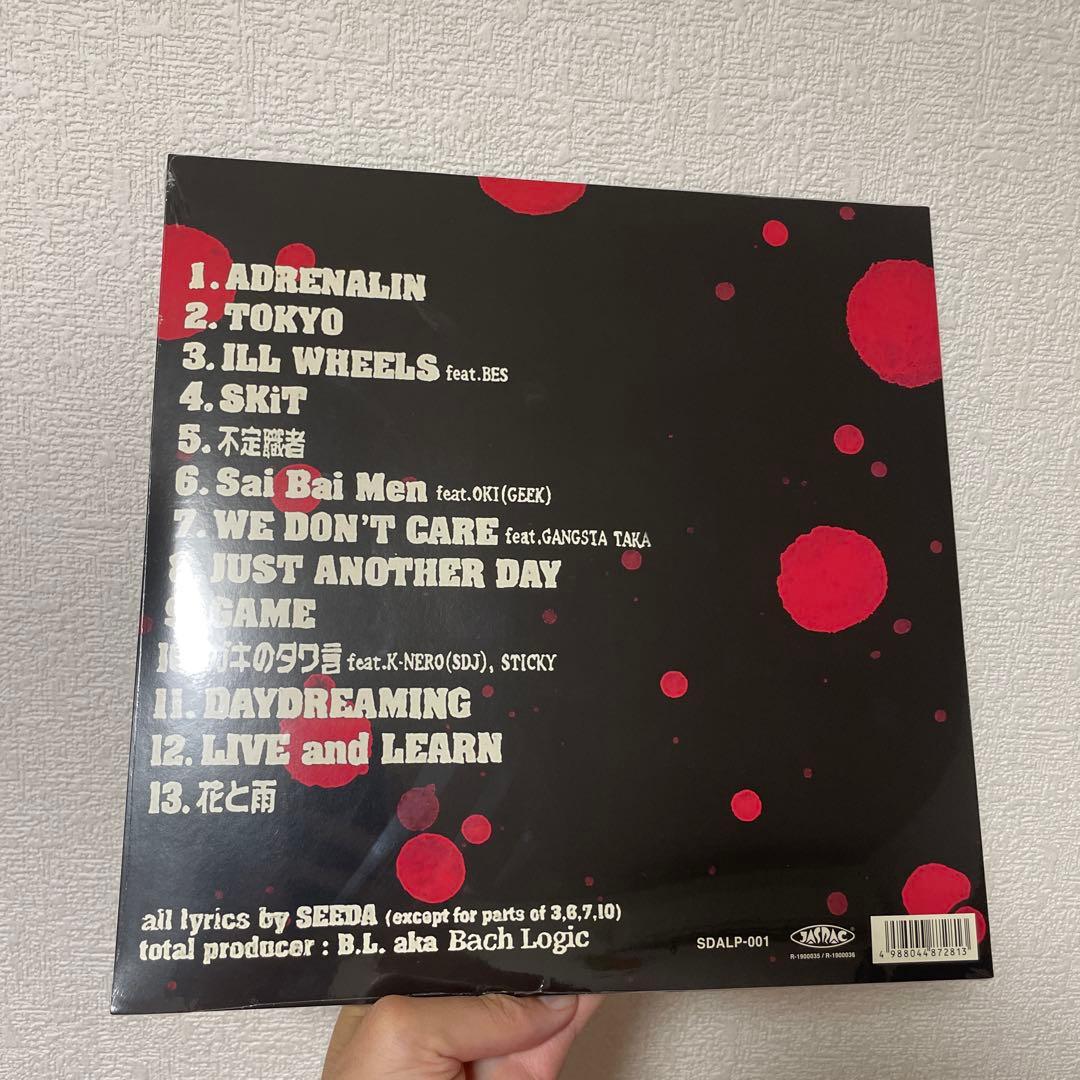 1. ADRENALIN
2. TOKYO
3. ILL WHEELS feat.BES
4. SKiT
5. 不定職者
6. Sai Bai Men feat.OKI(GEEK)
7. WE DON'T CARE feat.GANGSTA TAKA
8. JUST ANOTHER DAY
9. GAME
10. ガキのタワ言 feat.K-NERO(SDJ), STICKY
11. DAYDREAMING
12. LIVE and LEARN
13. 花と雨
all lyrics by SEEDA (except for parts of 3,6,7,10)
total producer : B.L. aka Bach Logic
SDALP-001
JASRAC
R-1900035 / R-1900036
4 988044 872813